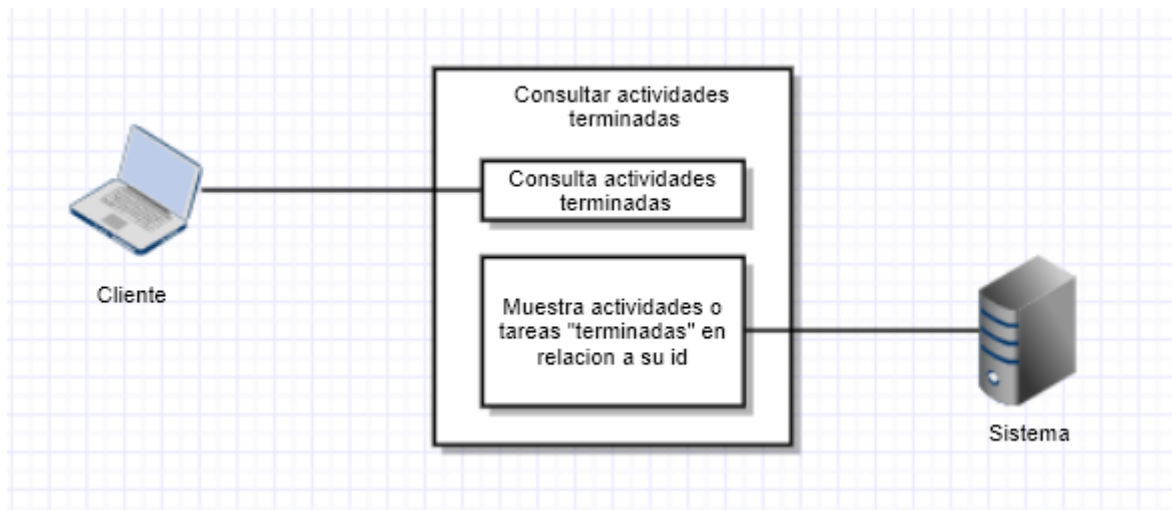 Consultar actividades
terminadas
Consulta actividades
terminadas
Cliente
Muestra actividades o
tareas "terminadas" en
relacion a su id
Sistema